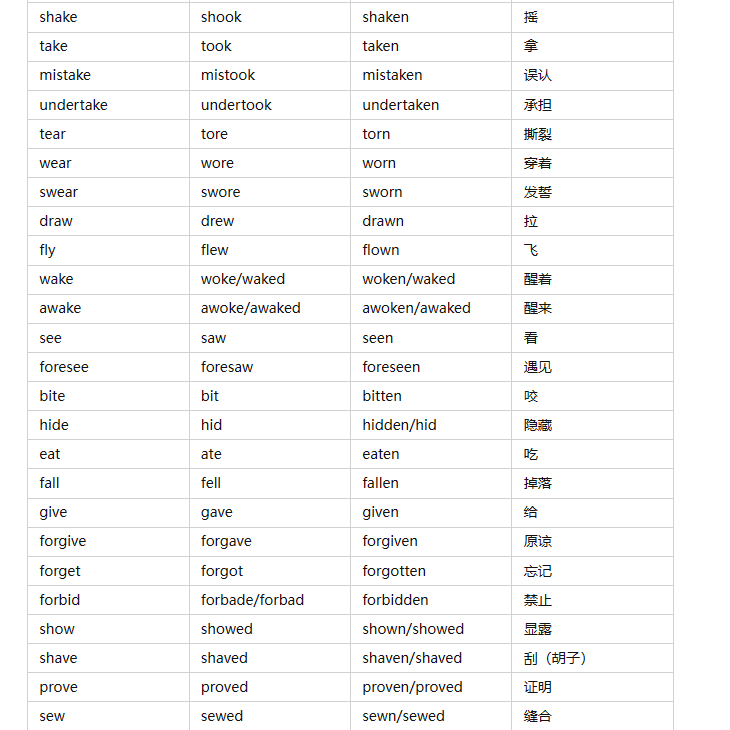 shake shook shaken 摇
take took taken 拿
mistake mistook mistaken 误认
undertake undertook undertaken 承担
tear tore torn 撕裂
wear wore worn 穿着
swear swore sworn 发誓
draw drew drawn 拉
fly flew flown 飞
wake woke/waked woken/waked 醒着
awake awoke/awaked awoken/awaked 醒来
see saw seen 看
foresee foresaw foreseen 遇见
bite bit bitten 咬
hide hid hidden/hid 隐藏
eat ate eaten 吃
fall fell fallen 掉落
give gave given 给
forgive forgave forgiven 原谅
forget forgot forgotten 忘记
forbid forbade/forbad forbidden 禁止
show showed shown/showed 显露
shave shaved shaven/shaved 刮（胡子）
prove proved proven/proved 证明
sew sewed sewn/sewed 缝合